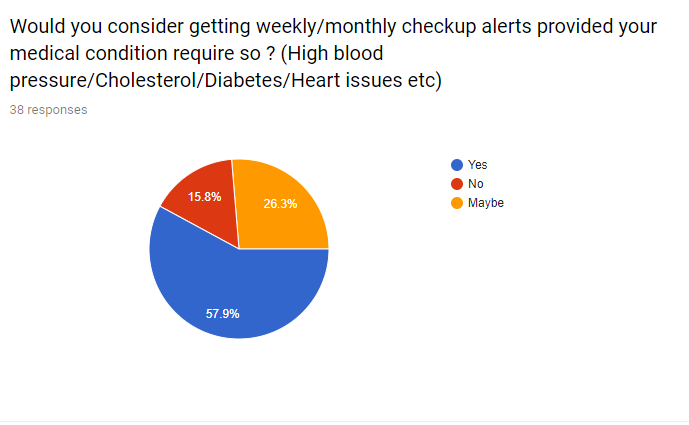 Would you consider getting weekly/monthly checkup alerts provided your
medical condition require so ? (High blood
pressure/Cholesterol/Diabetes/Heart issues etc)
38 responses
Yes
No
Maybe
15.8%
26.3%
57.9%